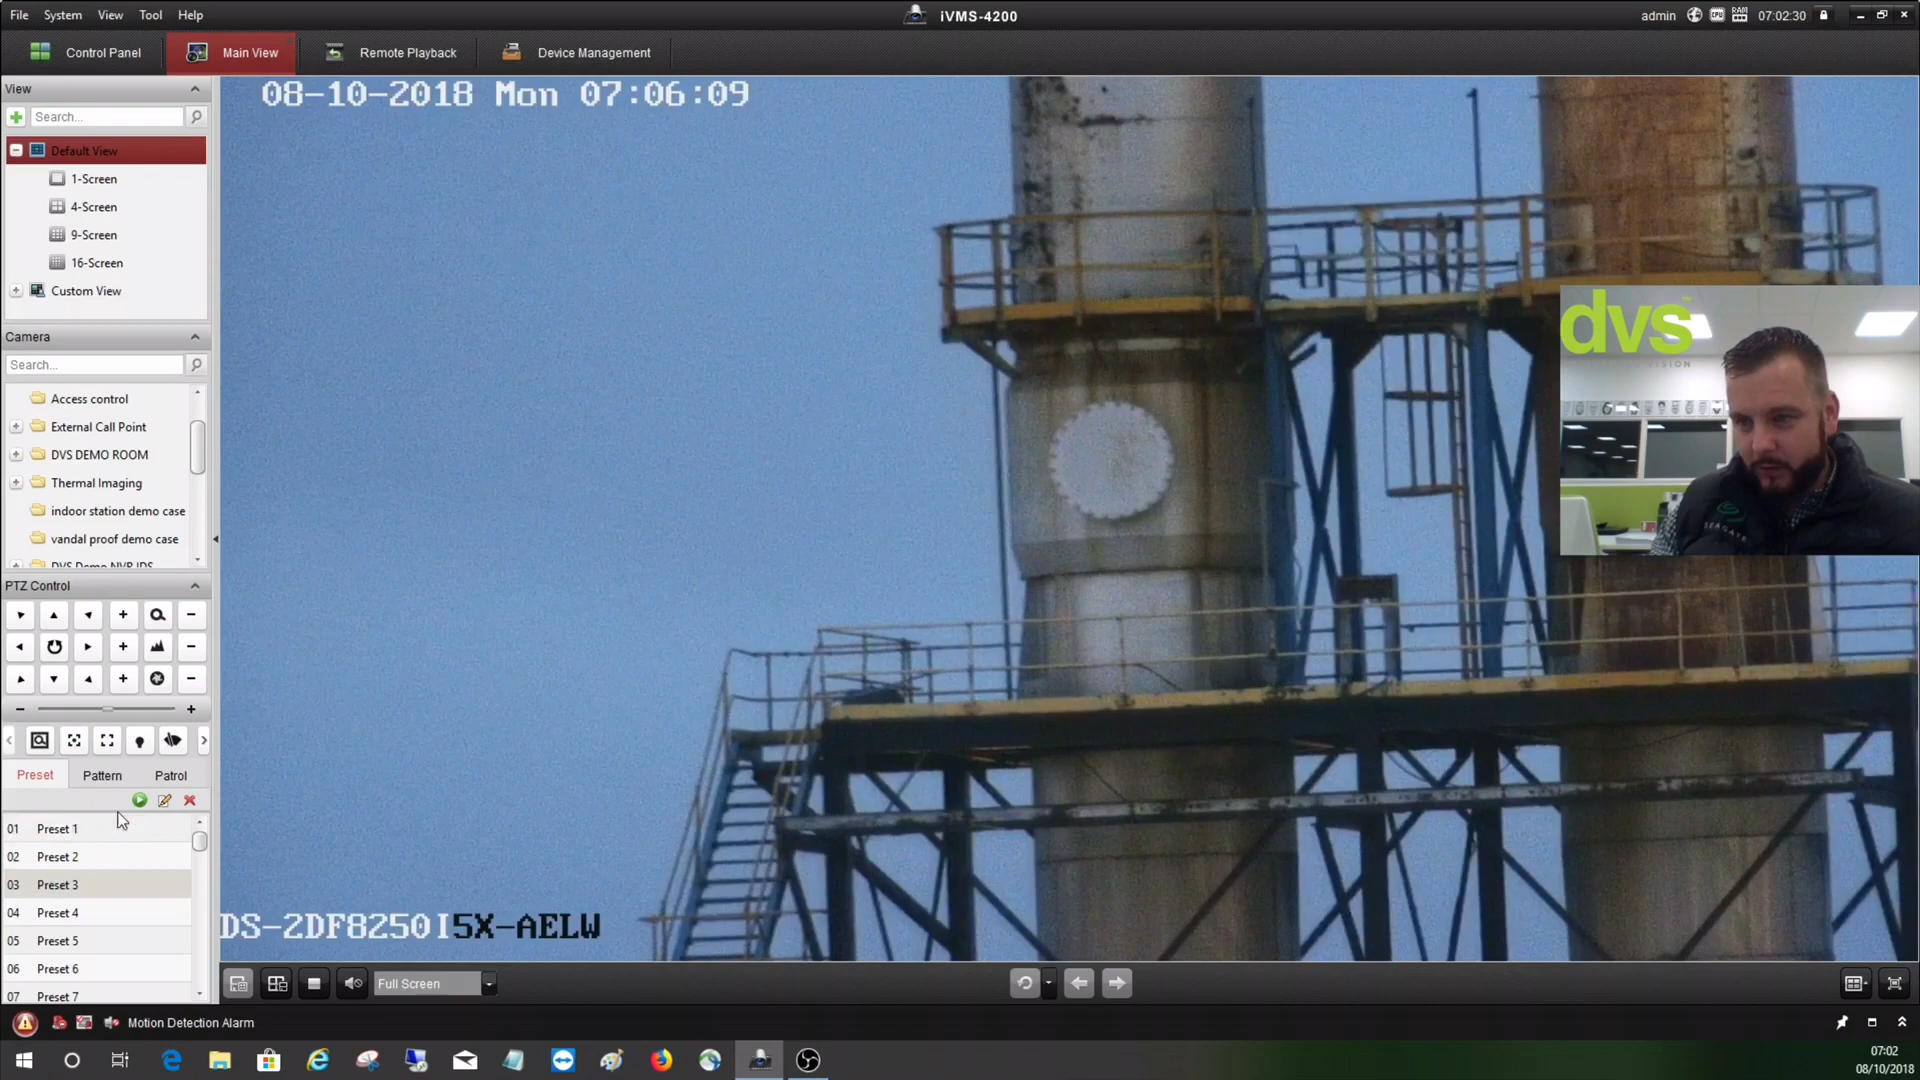 File System View Tool Help
iVMS-4200
admin 07:02:30
Control Panel Main View Remote Playback Device Management
08-10-2018 Mon 07:06:09
View
Search...
Default View
1-Screen
4-Screen
9-Screen
16-Screen
Custom View
Camera
Search...
Access control
External Call Point
DVS DEMO ROOM
Thermal Imaging
indoor station demo case
vandal proof demo case
DVS Demo NVR IDS
dvs
SEAGATE
PTZ Control
Preset Pattern Patrol
01 Preset 1
02 Preset 2
03 Preset 3
04 Preset 4
05 Preset 5
06 Preset 6
07 Preset 7
DS-2DF8250I5X-AELW
Full Screen
Motion Detection Alarm
07:02
08/10/2018